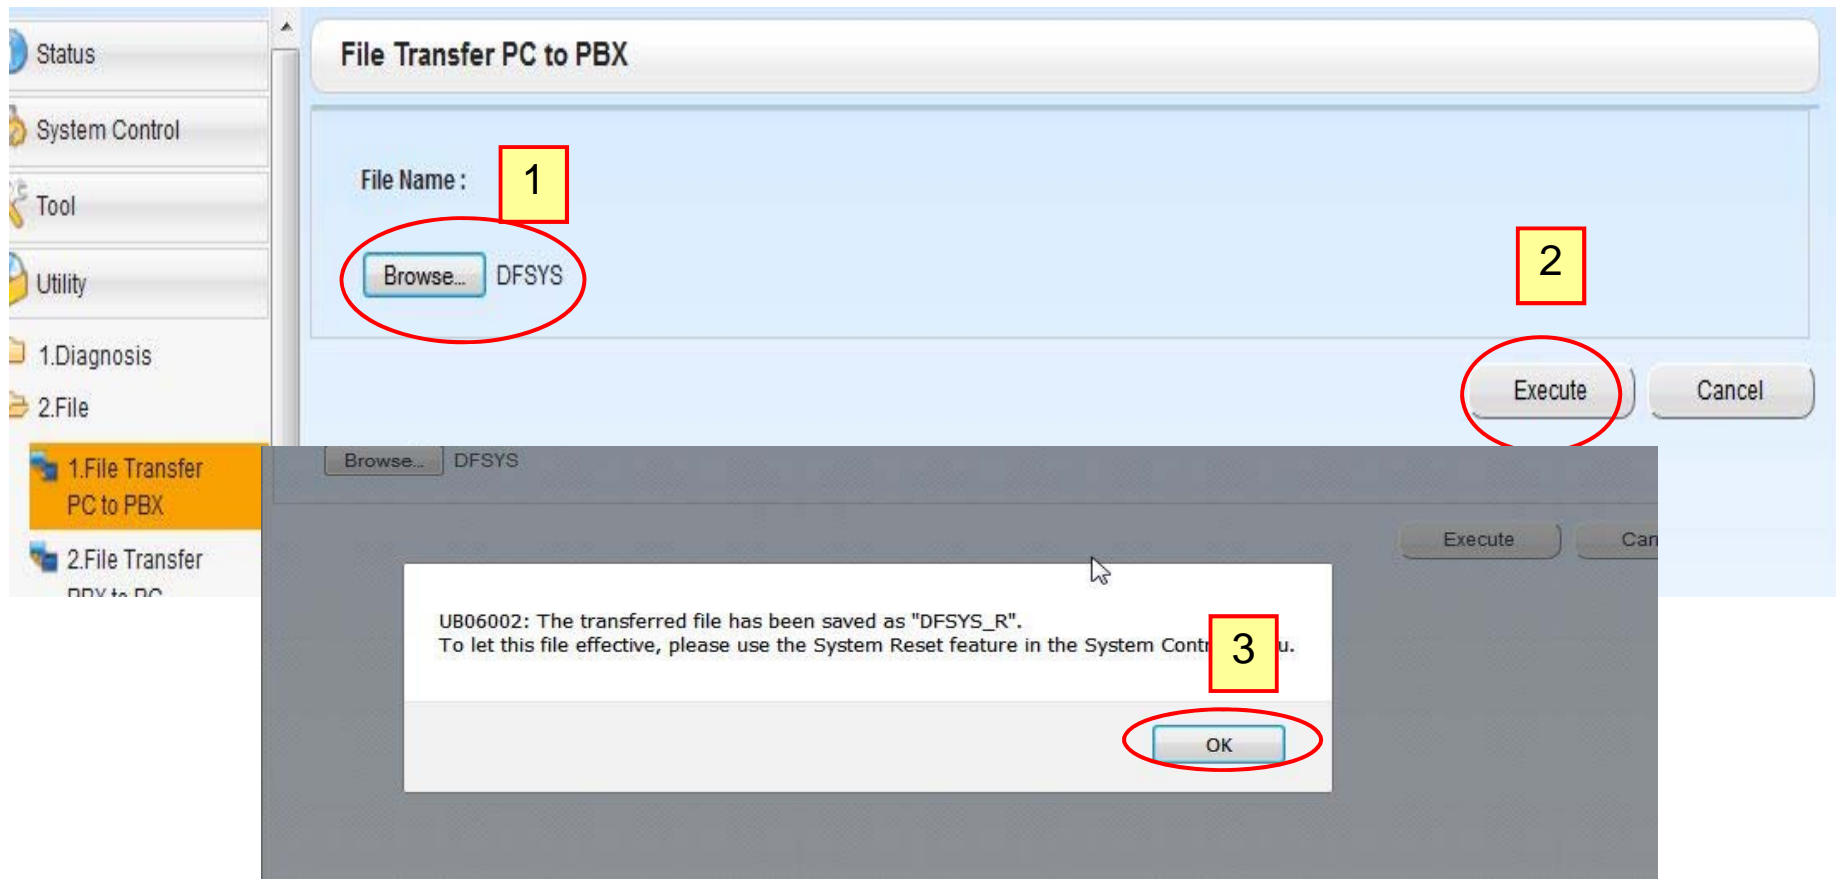 Status
System Control
Tool
Utility
1.Diagnosis
2.File
1.File Transfer
PC to PBX
2.File Transfer
PBX to PC
File Transfer PC to PBX
File Name :
1
Browse... DFSYS
2
Execute Cancel
Browse... DFSYS
Execute
UB06002: The transferred file has been saved as "DFSYS_R".
To let this file effective, please use the System Reset feature in the System
3
OK